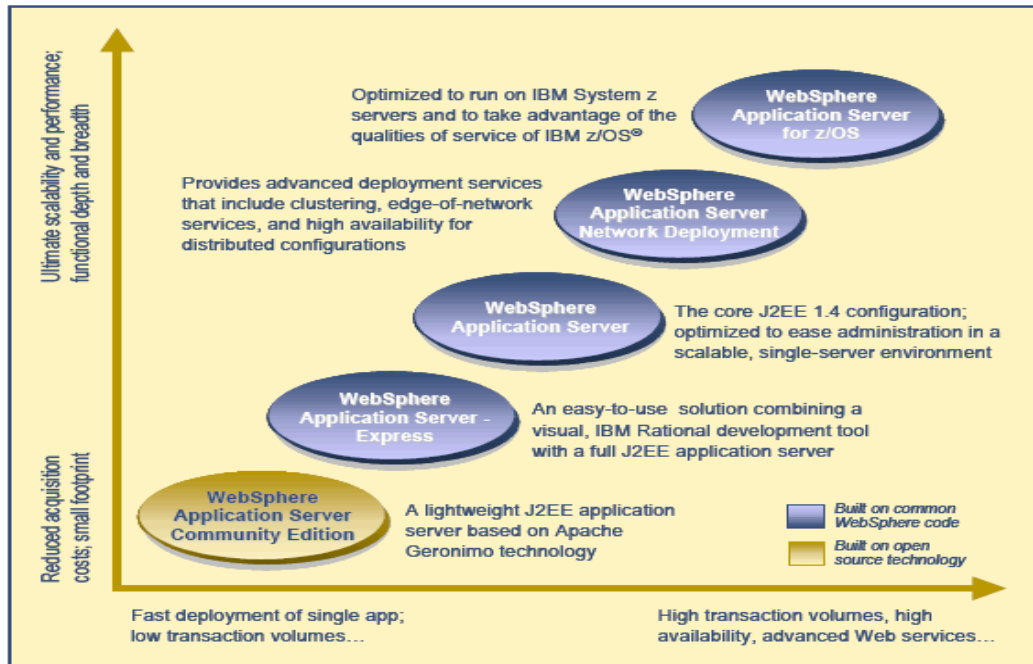 Ultimate scalability and performance;
functional depth and breadth
Optimized to run on IBM System z
servers and to take advantage of the
qualities of service of IBM z/OS®
WebSphere
Application Server
for z/OS
Provides advanced deployment services
that include clustering, edge-of-network
services, and high availability for
distributed configurations
WebSphere
Application Server
Network Deployment
WebSphere
Application Server
The core J2EE 1.4 configuration;
optimized to ease administration in a
scalable, single-server environment
WebSphere
Application Server -
Express
An easy-to-use solution combining a
visual, IBM Rational development tool
with a full J2EE application server
Reduced acquisition
costs; small footprint
WebSphere
Application Server
Community Edition
A lightweight J2EE application
server based on Apache
Geronimo technology
Built on common
WebSphere code
Built on open
source technology
Fast deployment of single app;
low transaction volumes…
High transaction volumes, high
availability, advanced Web services…